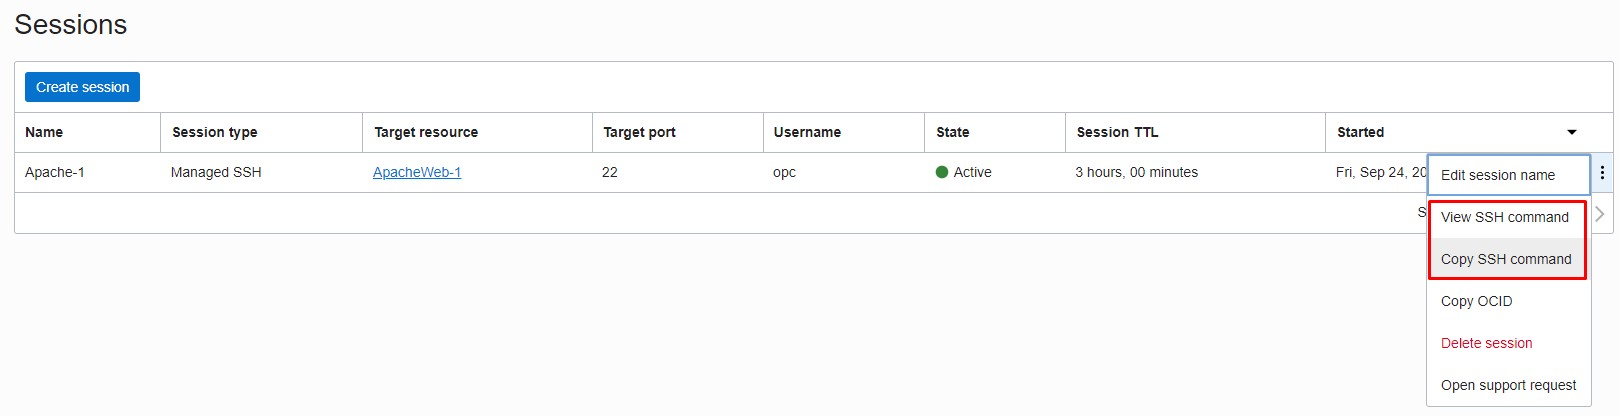 Sessions
Create session
Name Session type Target resource Target port Username State Session TTL Started
Apache-1 Managed SSH ApacheWeb-1 22 opc Active 3 hours, 00 minutes Fri, Sep 24, 20
Edit session name
View SSH command
Copy SSH command
Copy OCID
Delete session
Open support request